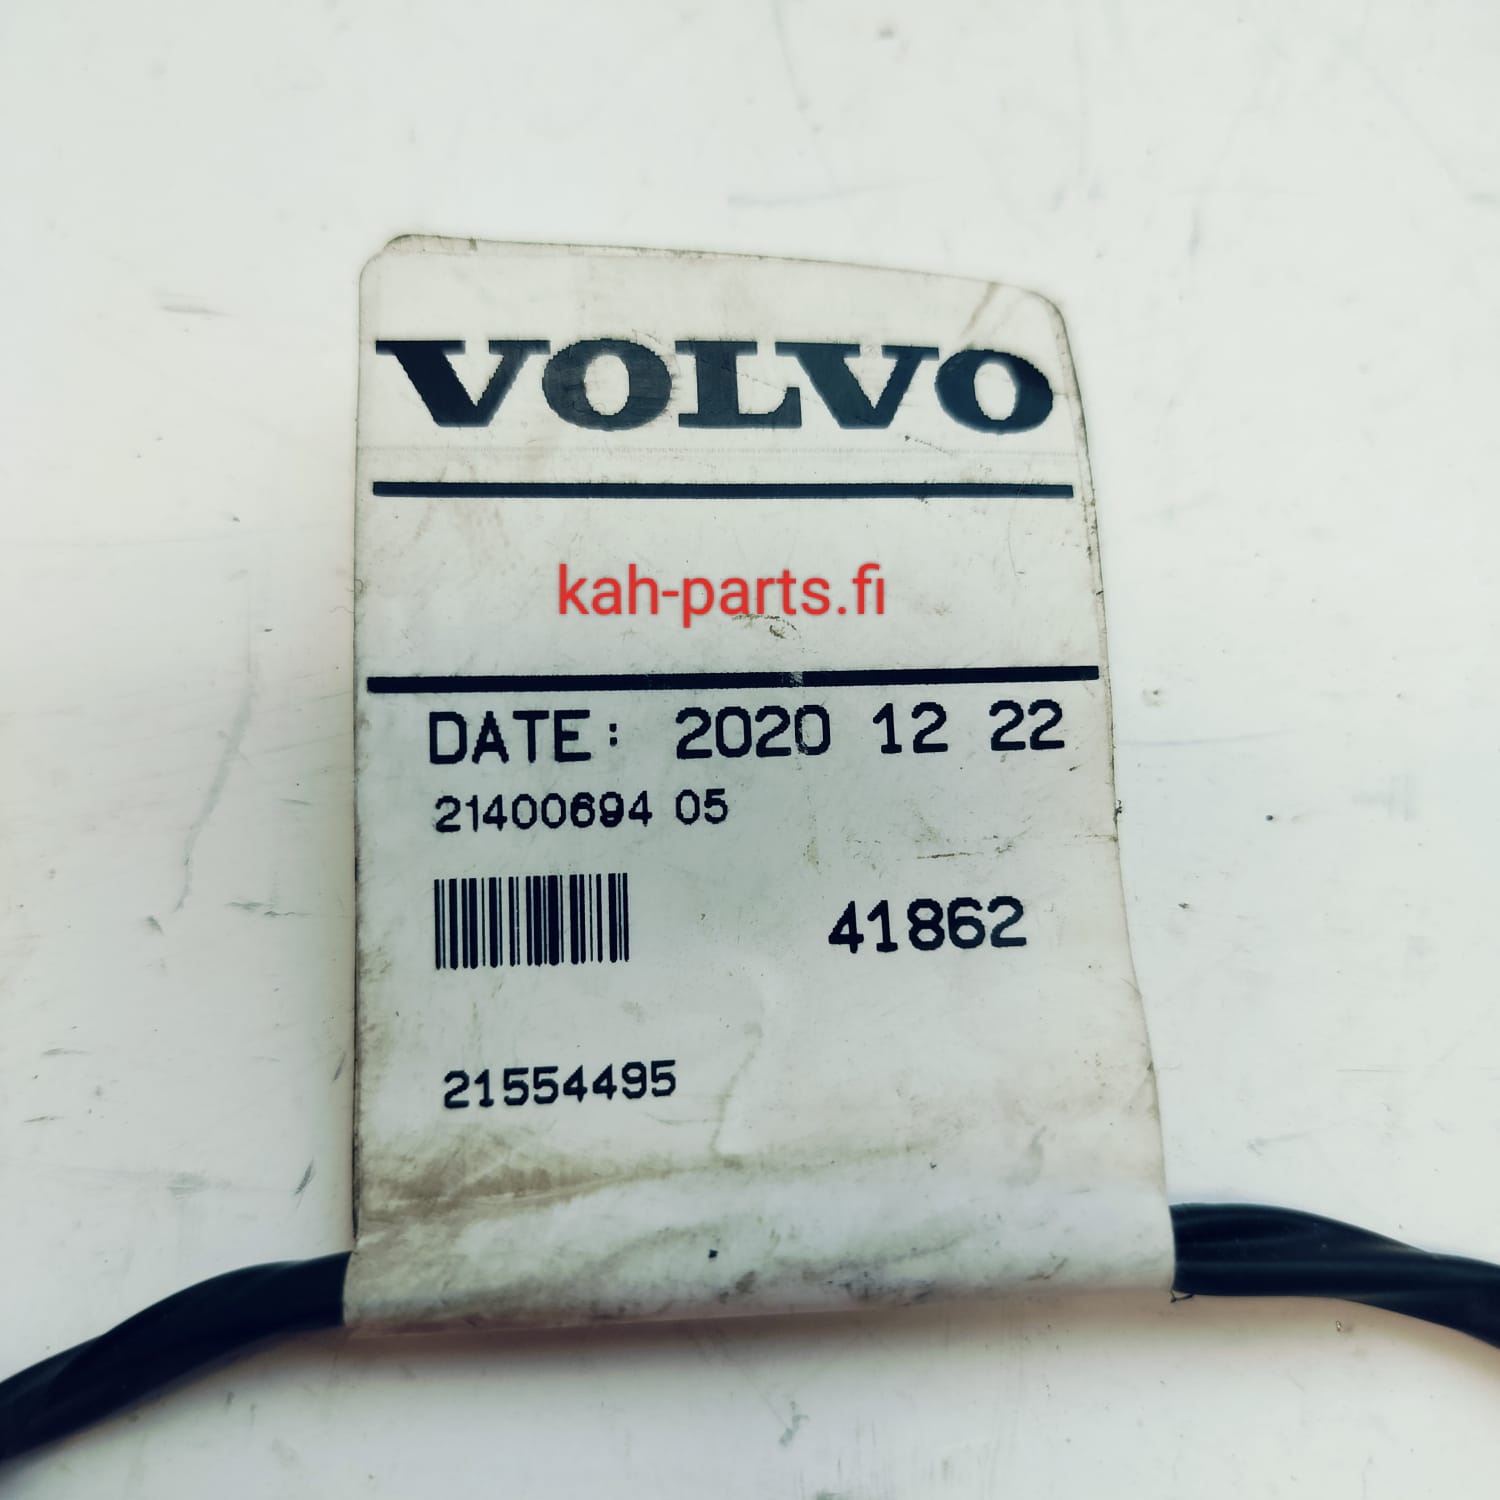 VOLVO
kah-parts.fi
DATE: 2020 12 22
21400694 05
41862
21554495